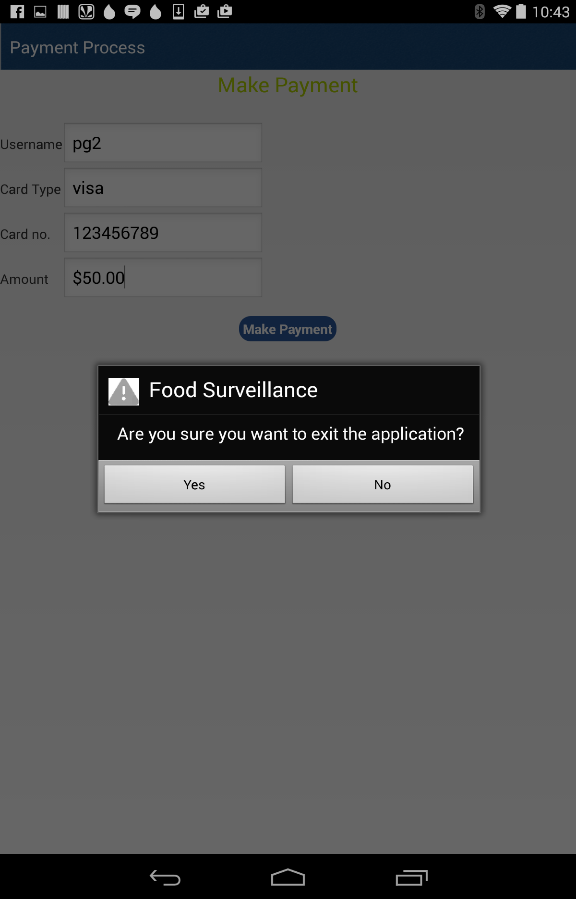 10:43
Payment Process
Make Payment
Username pg2
Card Type visa
Card no. 123456789
Amount $50.00
Make Payment
Food Surveillance
Are you sure you want to exit the application?
Yes No